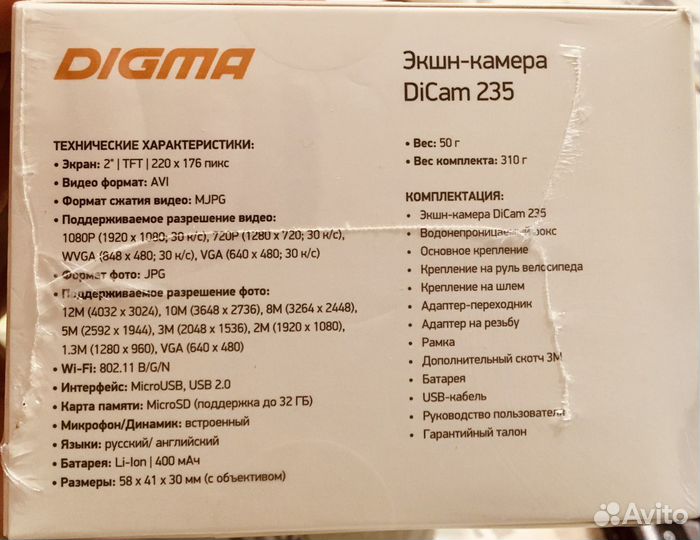 DIGMA
Экшн-камера
DiCam 235
ТЕХНИЧЕСКИЕ ХАРАКТЕРИСТИКИ:
• Экран: 2" | TFT | 220 x 176 пикс
• Видео формат: AVI
• Формат сжатия видео: MJPG
• Поддерживаемое разрешение видео:
1080P (1920 x 1080; 30 к/с), 720P (1280 x 720; 30 к/с),
WVGA (848 x 480; 30 к/с), VGA (640 x 480; 30 к/с)
• Формат фото: JPG
• Поддерживаемое разрешение фото:
12M (4032 x 3024), 10M (3648 x 2736), 8M (3264 x 2448),
5M (2592 x 1944), 3M (2048 x 1536), 2M (1920 x 1080),
1.3M (1280 x 960), VGA (640 x 480)
• Wi-Fi: 802.11 B/G/N
• Интерфейс: MicroUSB, USB 2.0
• Карта памяти: MicroSD (поддержка до 32 ГБ)
• Микрофон/Динамик: встроенный
• Языки: русский/ английский
• Батарея: Li-Ion | 400 мАч
• Размеры: 58 x 41 x 30 мм (с объективом)
• Вес: 50 г
• Вес комплекта: 310 г
КОМПЛЕКТАЦИЯ:
• Экшн-камера DiCam 235
• Водонепроницаемый бокс
• Основное крепление
• Крепление на руль велосипеда
• Крепление на шлем
• Адаптер-переходник
• Адаптер на резьбу
• Рамка
• Дополнительный скотч 3М
• Батарея
• USB-кабель
• Руководство пользователя
• Гарантийный талон
Avito